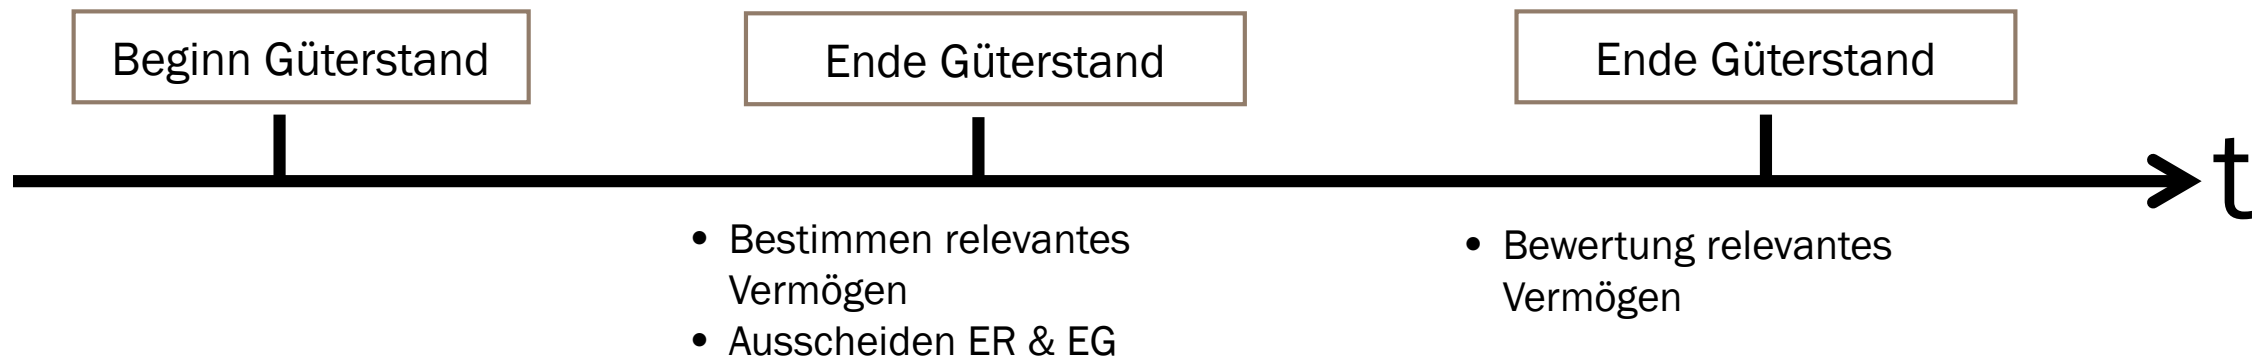 Beginn Güterstand
Ende Güterstand
Ende Güterstand
t
• Bestimmen relevantes
Vermögen
• Ausscheiden ER & EG
• Bewertung relevantes
Vermögen